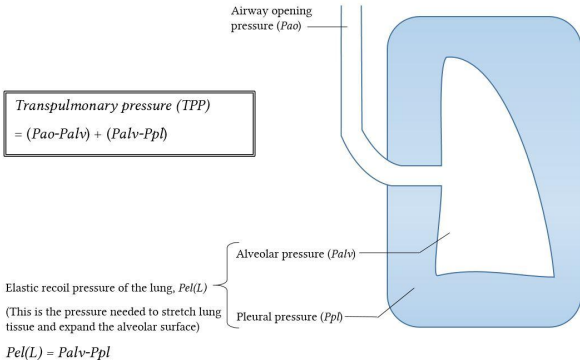 Airway opening
pressure (Pao)
Transpulmonary pressure (TPP)
= (Pao-Palv) + (Palv-Ppl)
Alveolar pressure (Palv)
Elastic recoil pressure of the lung, Pel(L)
(This is the pressure needed to stretch lung
tissue and expand the alveolar surface)
Pleural pressure (Ppl)
Pel(L) = Palv-Ppl